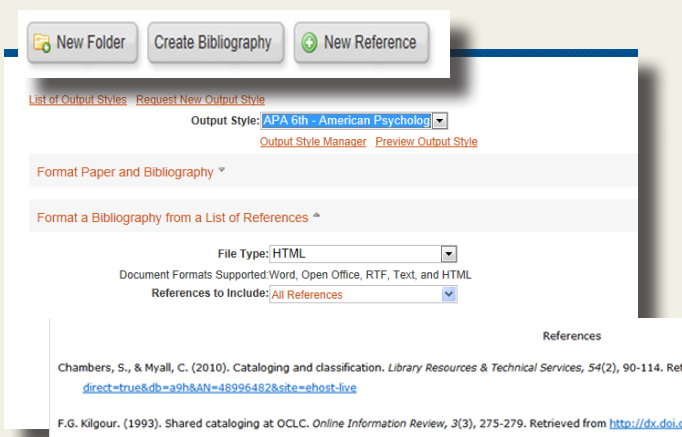 New Folder Create Bibliography New Reference
List of Output Styles Request New Output Style
Output Style: APA 6th - American Psycholog
Output Style Manager Preview Output Style
Format Paper and Bibliography
Format a Bibliography from a List of References
File Type: HTML
Document Formats Supported:Word, Open Office, RTF, Text, and HTML
References to Include: All References
References
Chambers, S., & Myall, C. (2010). Cataloging and classification. Library Resources & Technical Services, 54(2), 90-114. Ret
direct=true&db=a9h&AN=48996482&site=ehost-live
F.G. Kilgour. (1993). Shared cataloging at OCLC. Online Information Review, 3(3), 275-279. Retrieved from http://dx.doi.o